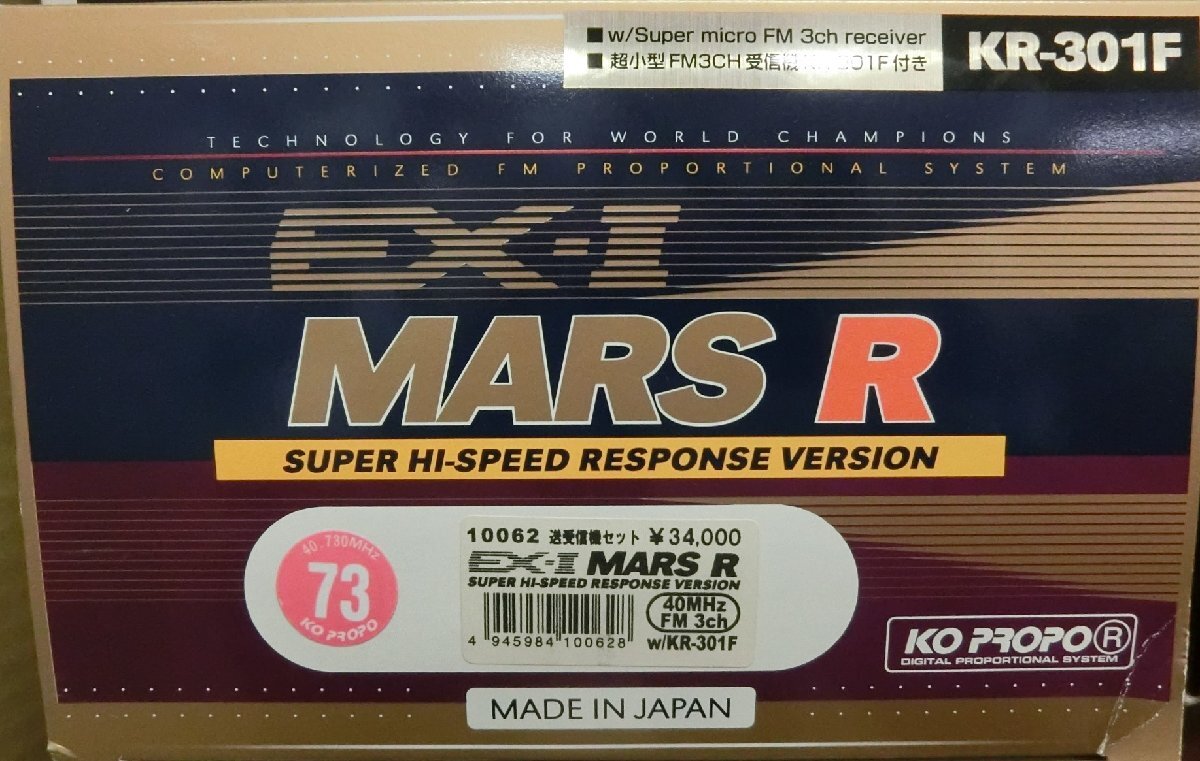 ■ w/Super micro FM 3ch receiver
■ 超小型FM3CH受信機 301F付き
KR-301F
TECHNOLOGY FOR WORLD CHAMPIONS
COMPUTERIZED FM PROPORTIONAL SYSTEM
EX-I
MARS R
SUPER HI-SPEED RESPONSE VERSION
40.730MHz
73
KO PROPO
10062 送受信機セット ¥34,000
EX-I MARS R
SUPER HI-SPEED RESPONSE VERSION
40MHz
FM 3ch
4 945984 100628
w/KR-301F
KO PROPO®
DIGITAL PROPORTIONAL SYSTEM
MADE IN JAPAN